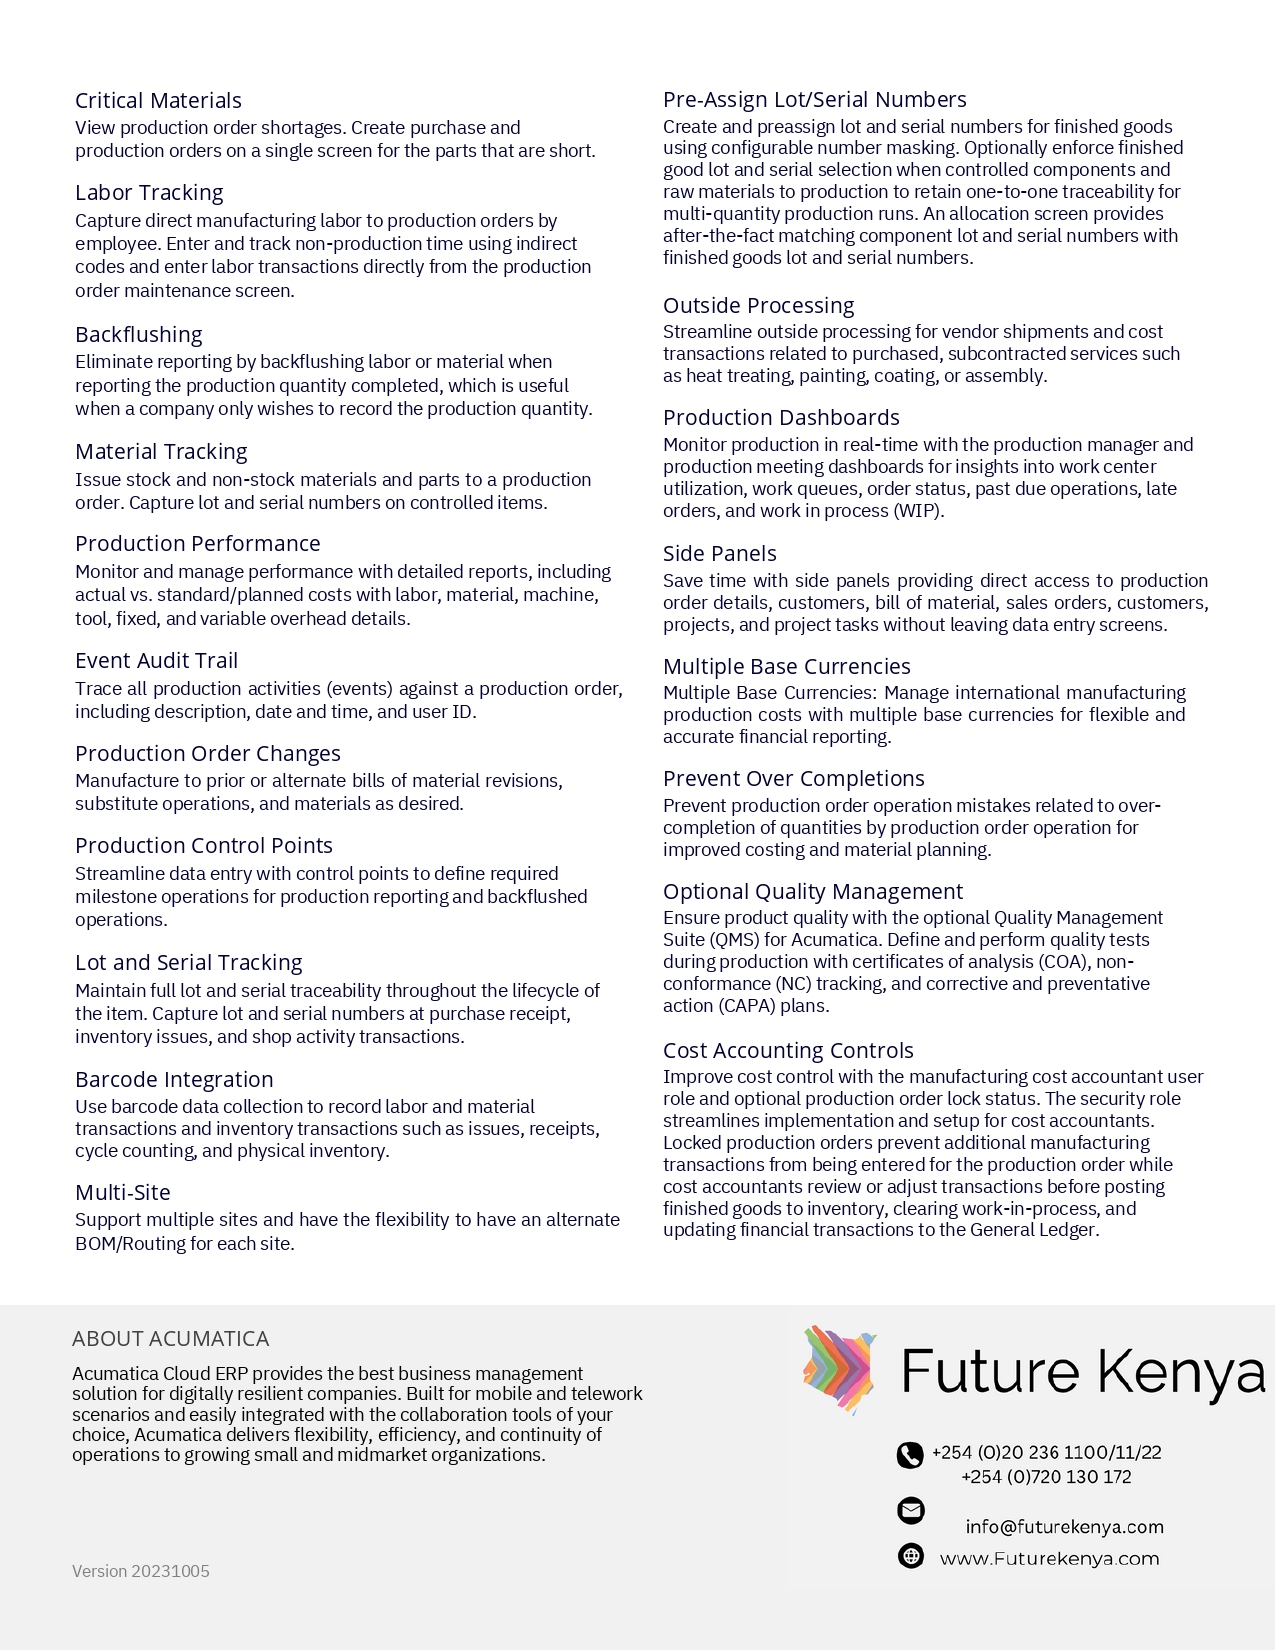 Critical Materials
View production order shortages. Create purchase and
production orders on a single screen for the parts that are short.
Labor Tracking
Capture direct manufacturing labor to production orders by
employee. Enter and track non-production time using indirect
codes and enter labor transactions directly from the production
order maintenance screen.
Backflushing
Eliminate reporting by backflushing labor or material when
reporting the production quantity completed, which is useful
when a company only wishes to record the production quantity.
Material Tracking
Issue stock and non-stock materials and parts to a production
order. Capture lot and serial numbers on controlled items.
Production Performance
Monitor and manage performance with detailed reports, including
actual vs. standard/planned costs with labor, material, machine,
tool, fixed, and variable overhead details.
Event Audit Trail
Trace all production activities (events) against a production order,
including description, date and time, and user ID.
Production Order Changes
Manufacture to prior or alternate bills of material revisions,
substitute operations, and materials as desired.
Production Control Points
Streamline data entry with control points to define required
milestone operations for production reporting and backflushed
operations.
Lot and Serial Tracking
Maintain full lot and serial traceability throughout the lifecycle of
the item. Capture lot and serial numbers at purchase receipt,
inventory issues, and shop activity transactions.
Barcode Integration
Use barcode data collection to record labor and material
transactions and inventory transactions such as issues, receipts,
cycle counting, and physical inventory.
Multi-Site
Support multiple sites and have the flexibility to have an alternate
BOM/Routing for each site.
Pre-Assign Lot/Serial Numbers
Create and preassign lot and serial numbers for finished goods
using configurable number masking. Optionally enforce finished
good lot and serial selection when controlled components and
raw materials to production to retain one-to-one traceability for
multi-quantity production runs. An allocation screen provides
after-the-fact matching component lot and serial numbers with
finished goods lot and serial numbers.
Outside Processing
Streamline outside processing for vendor shipments and cost
transactions related to purchased, subcontracted services such
as heat treating, painting, coating, or assembly.
Production Dashboards
Monitor production in real-time with the production manager and
production meeting dashboards for insights into work center
utilization, work queues, order status, past due operations, late
orders, and work in process (WIP).
Side Panels
Save time with side panels providing direct access to production
order details, customers, bill of material, sales orders, customers,
projects, and project tasks without leaving data entry screens.
Multiple Base Currencies
Multiple Base Currencies: Manage international manufacturing
production costs with multiple base currencies for flexible and
accurate financial reporting.
Prevent Over Completions
Prevent production order operation mistakes related to over-
completion of quantities by production order operation for
improved costing and material planning.
Optional Quality Management
Ensure product quality with the optional Quality Management
Suite (QMS) for Acumatica. Define and perform quality tests
during production with certificates of analysis (COA), non-
conformance (NC) tracking, and corrective and preventative
action (CAPA) plans.
Cost Accounting Controls
Improve cost control with the manufacturing cost accountant user
role and optional production order lock status. The security role
streamlines implementation and setup for cost accountants.
Locked production orders prevent additional manufacturing
transactions from being entered for the production order while
cost accountants review or adjust transactions before posting
finished goods to inventory, clearing work-in-process, and
updating financial transactions to the General Ledger.
ABOUT ACUMATICA
Acumatica Cloud ERP provides the best business management
solution for digitally resilient companies. Built for mobile and telework
scenarios and easily integrated with the collaboration tools of your
choice, Acumatica delivers flexibility, efficiency, and continuity of
operations to growing small and midmarket organizations.
Version 20231005
Future Kenya
+254 (0)20 236 1100/11/22
+254 (0)720 130 172
info@futurekenya.com
www.Futurekenya.com